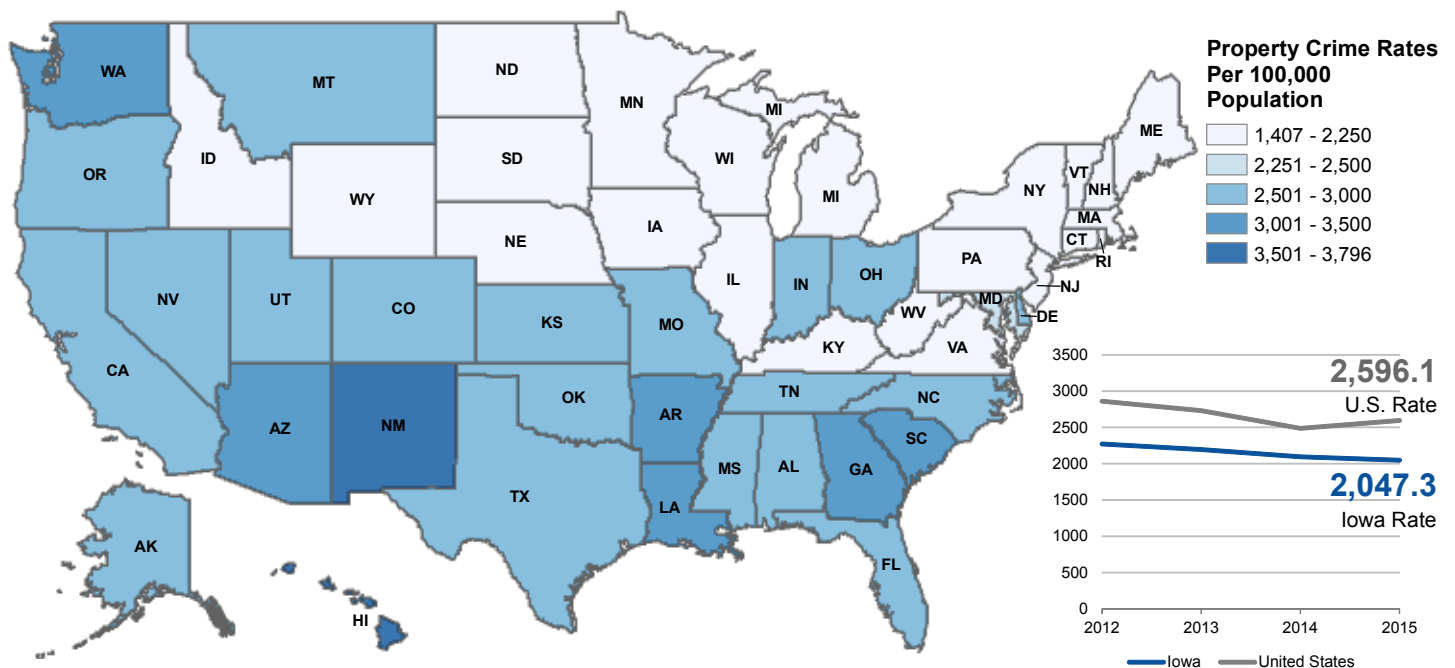 Property Crime Rates
Per 100,000
Population
1,407 - 2,250
2,251 - 2,500
2,501 - 3,000
3,001 - 3,500
3,501 - 3,796
WA
MT
ND
MN
MI
ME
OR
ID
SD
WI
MI
NY
VT
NH
WY
MA
CT
RI
NE
IA
PA
NJ
NV
UT
CO
IL
IN
OH
MD
DE
KS
MO
WV
KY
VA
CA
TN
NC
OK
AR
AZ
NM
SC
MS
AL
GA
TX
LA
AK
FL
HI
3500
3000
2500
2000
1500
1000
500
0
2,596.1
U.S. Rate
2,047.3
Iowa Rate
2012 2013 2014 2015
Iowa United States